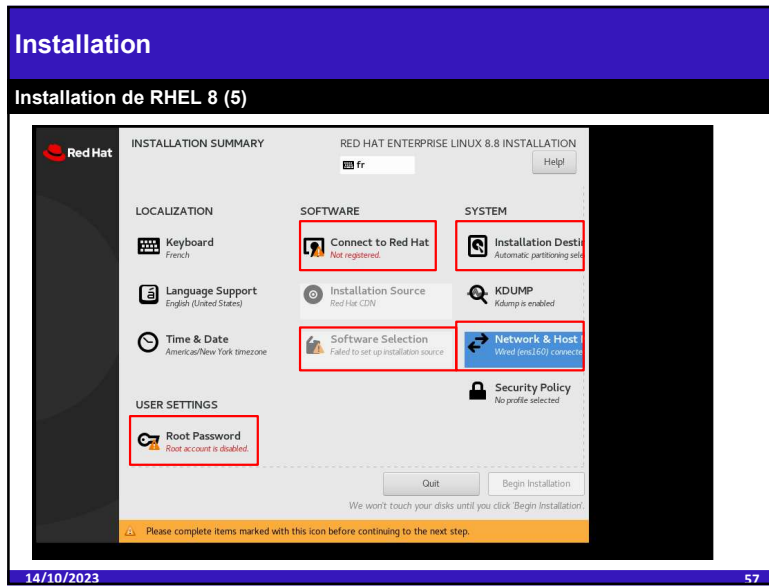 Installation
Installation de RHEL 8 (5)
Red Hat
INSTALLATION SUMMARY
RED HAT ENTERPRISE LINUX 8.8 INSTALLATION
fr
Help!
LOCALIZATION
SOFTWARE
SYSTEM
Keyboard
French
Connect to Red Hat
Not registered.
Installation Desti
Automatic partitioning sele
Language Support
English (United States)
Installation Source
Red Hat CDN
KDUMP
Kdump is enabled
Time & Date
Americas/New York timezone
Software Selection
Failed to set up installation source
Network & Host
Wired (ens160) connecte
Security Policy
No profile selected
USER SETTINGS
Root Password
Root account is disabled.
Quit
Begin Installation
We won't touch your disks until you click 'Begin Installation'.
Please complete items marked with this icon before continuing to the next step.
14/10/2023
57